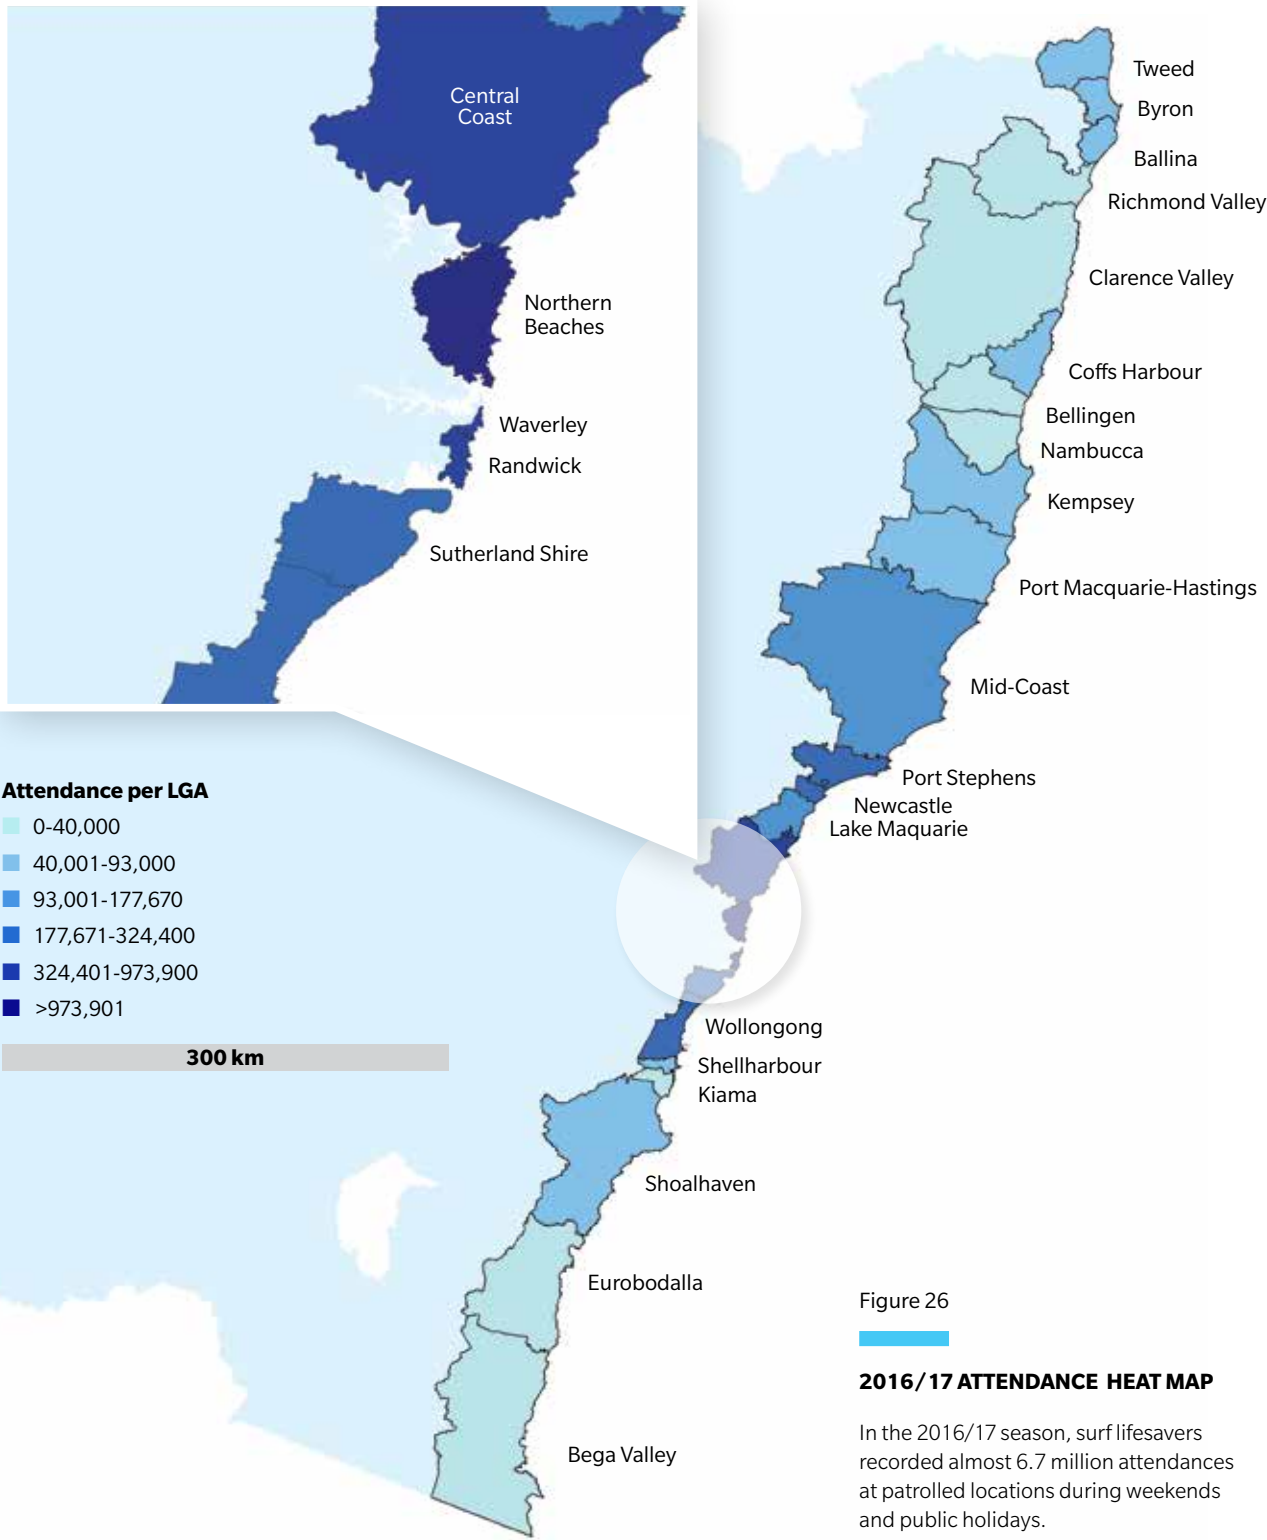 Central
Coast
Northern
Beaches
Waverley
Randwick
Sutherland Shire
Tweed
Byron
Ballina
Richmond Valley
Clarence Valley
Coffs Harbour
Bellingen
Nambucca
Kempsey
Port Macquarie-Hastings
Mid-Coast
Port Stephens
Newcastle
Lake Maquarie
Wollongong
Shellharbour
Kiama
Shoalhaven
Eurobodalla
Bega Valley
Attendance per LGA
0-40,000
40,001-93,000
93,001-177,670
177,671-324,400
324,401-973,900
>973,901
300 km
Figure 26
2016/17 ATTENDANCE HEAT MAP
In the 2016/17 season, surf lifesavers
recorded almost 6.7 million attendances
at patrolled locations during weekends
and public holidays.